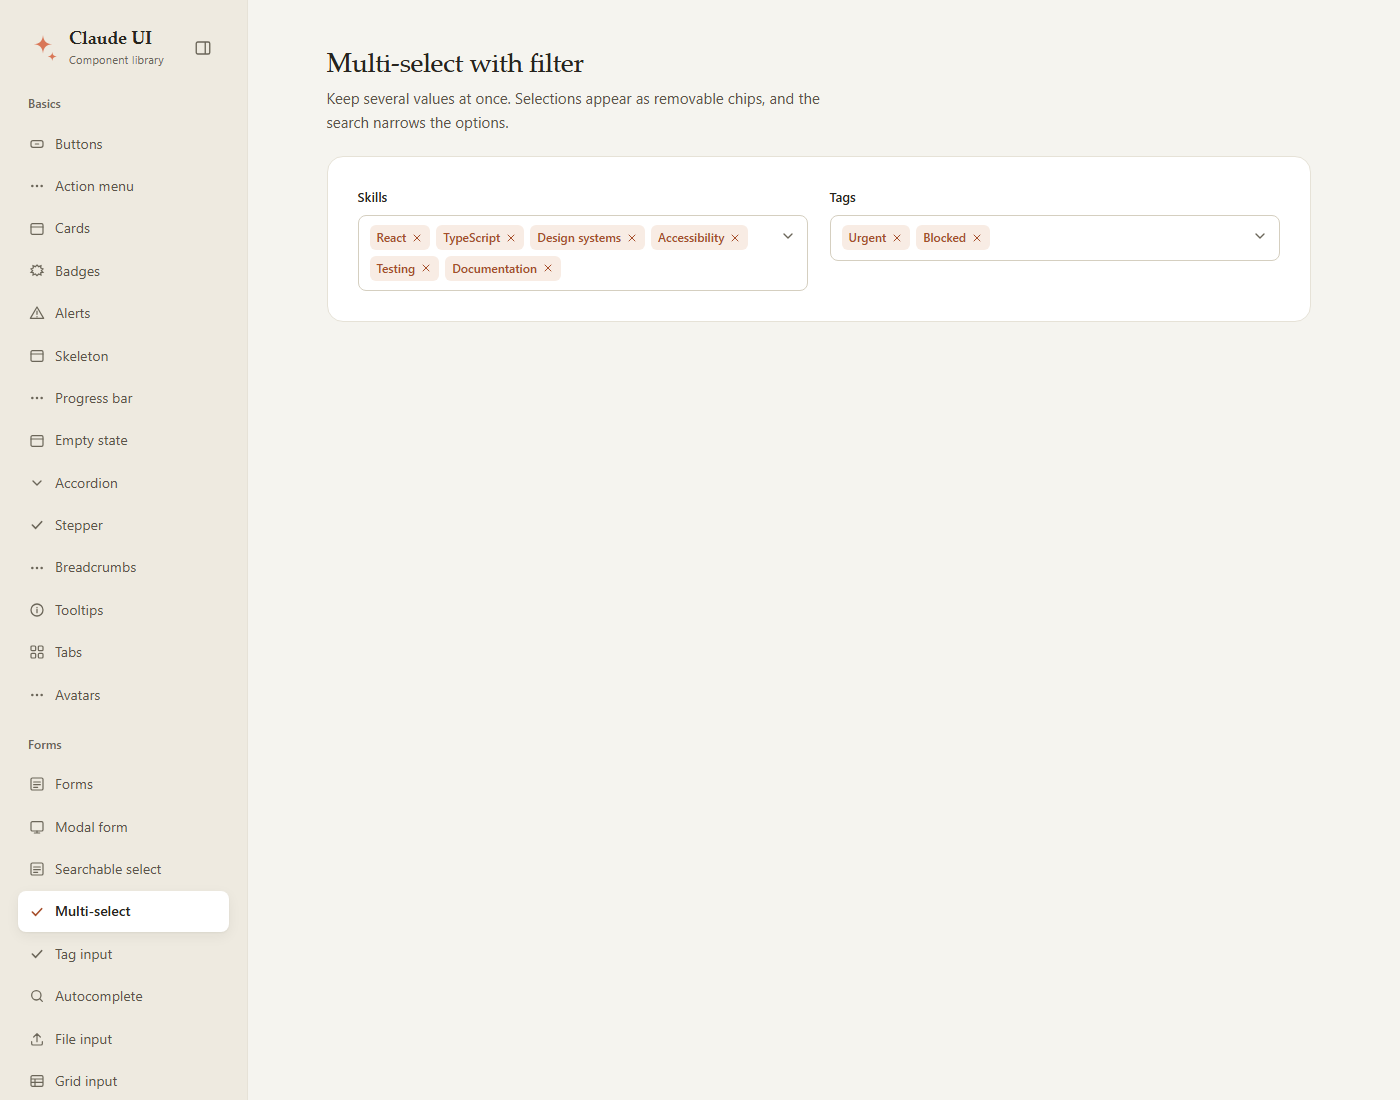 Claude UI
Component library
Basics
Buttons
Action menu
Cards
Badges
Alerts
Skeleton
Progress bar
Empty state
Accordion
Stepper
Breadcrumbs
Tooltips
Tabs
Avatars
Forms
Forms
Modal form
Searchable select
Multi-select
Tag input
Autocomplete
File input
Grid input
Multi-select with filter
Keep several values at once. Selections appear as removable chips, and the
search narrows the options.
Skills
React
TypeScript
Design systems
Accessibility
Testing
Documentation
Tags
Urgent
Blocked